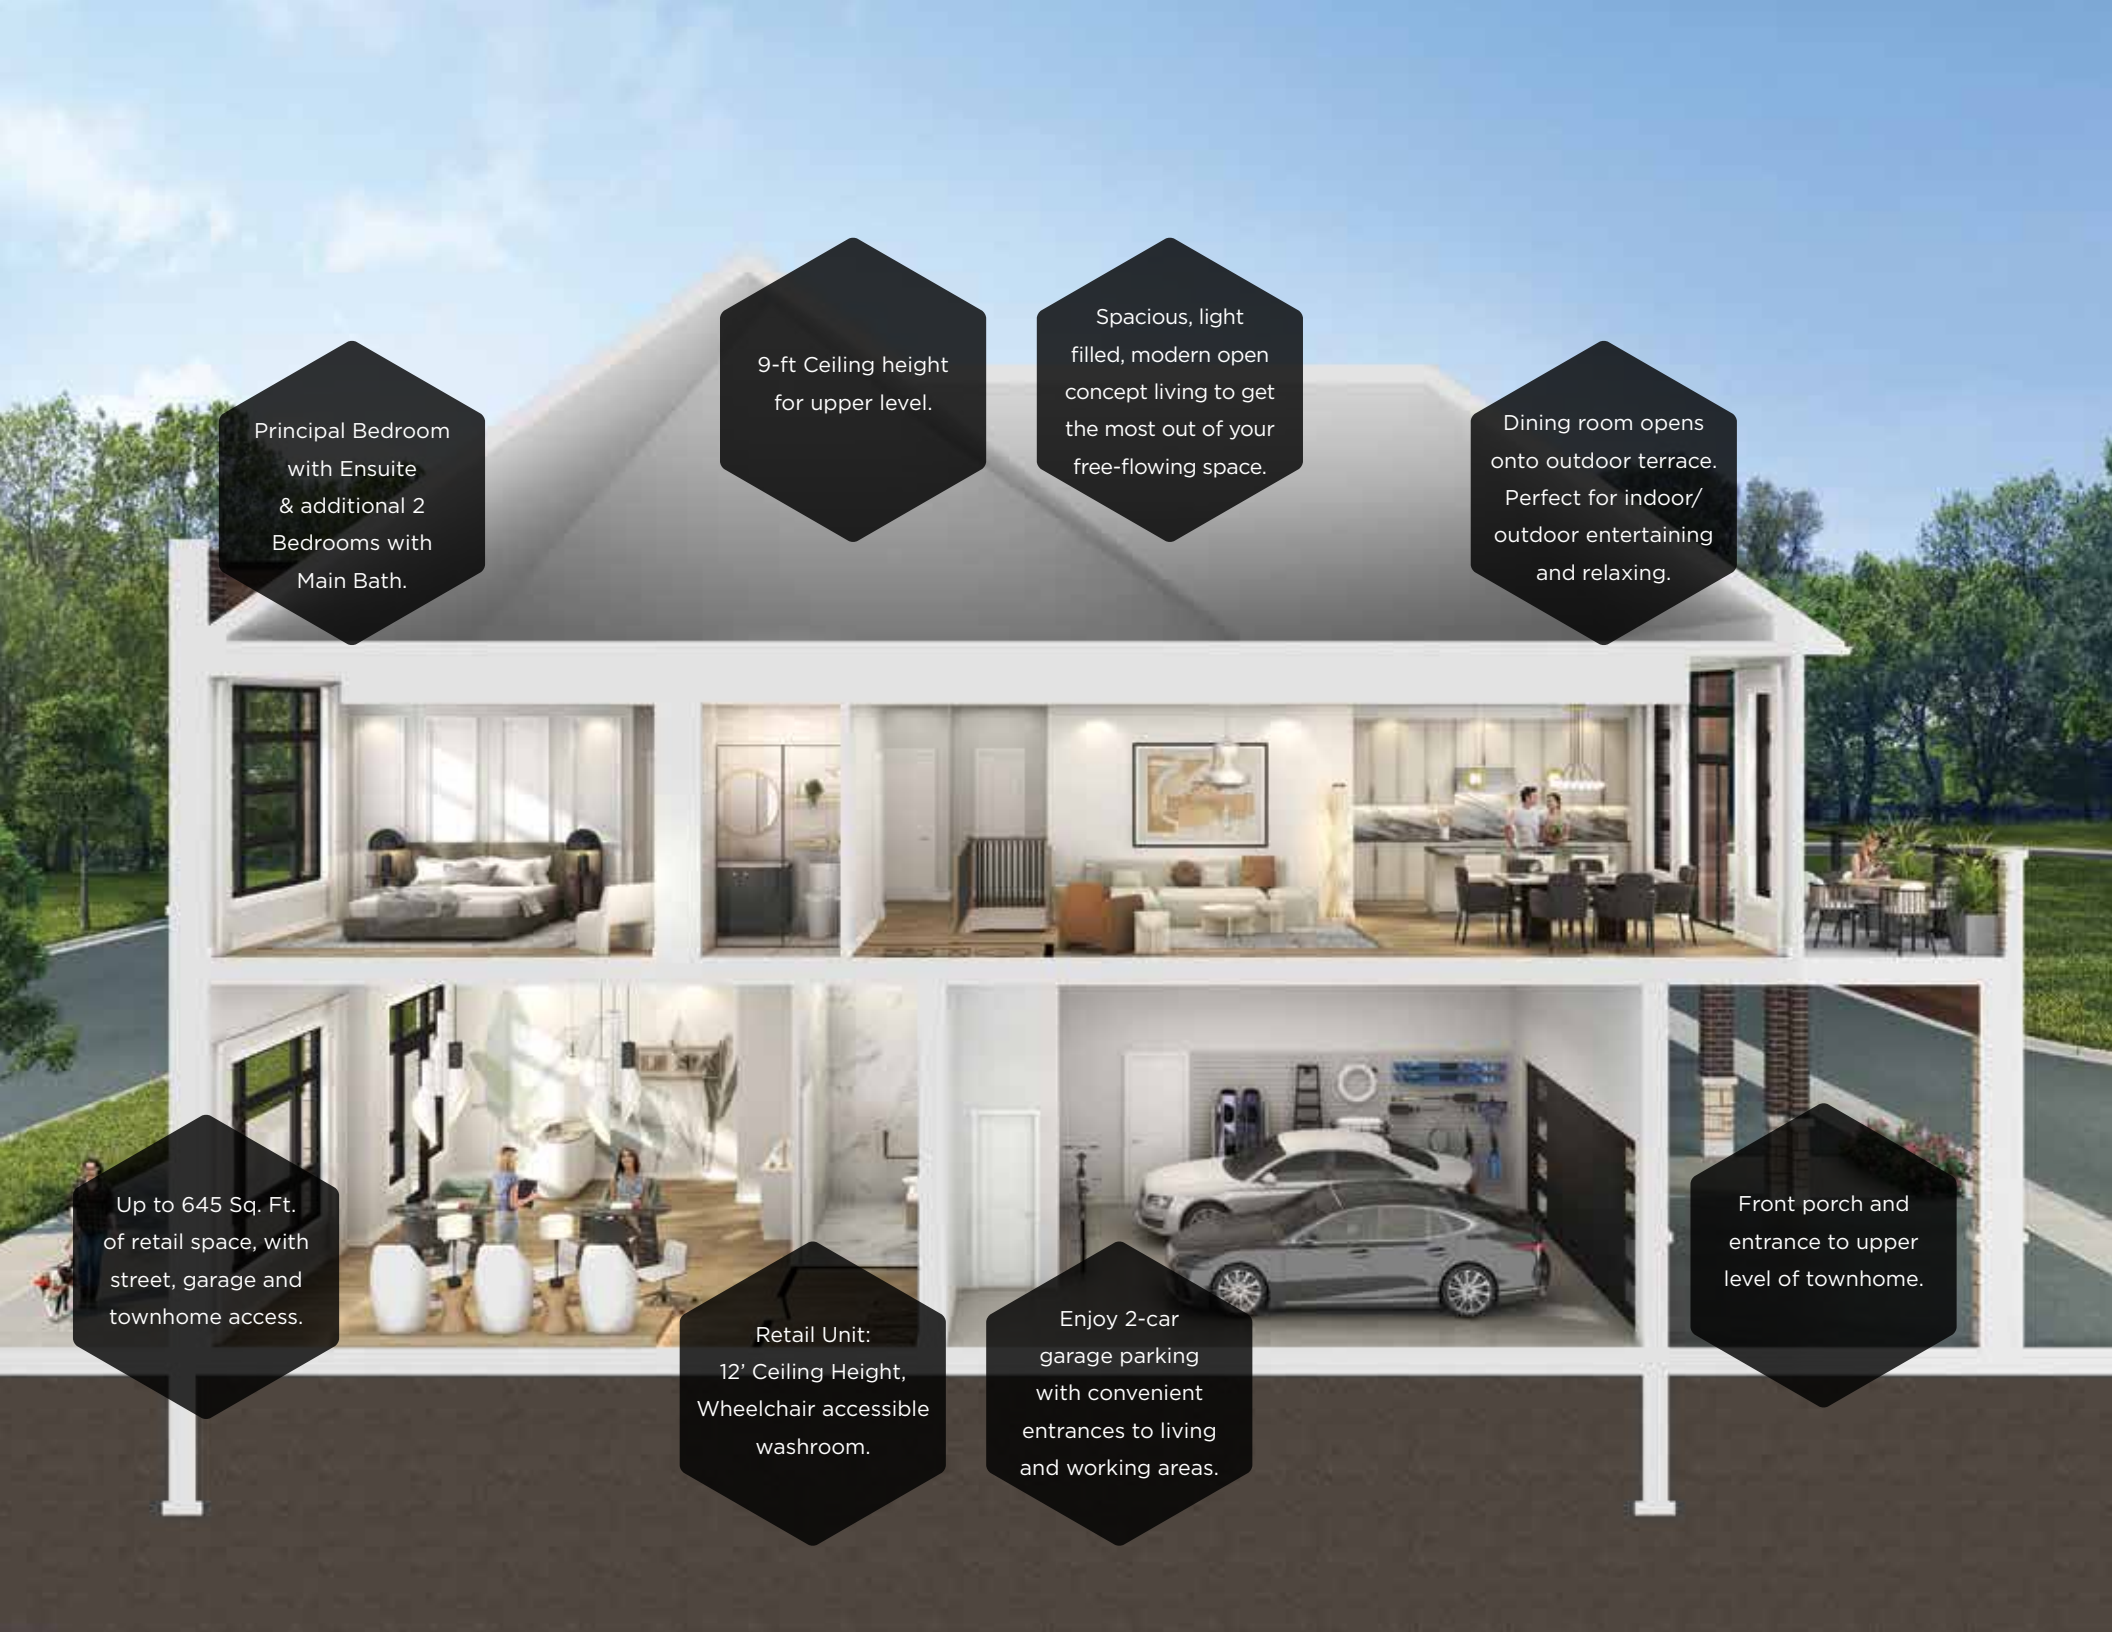 Principal Bedroom
with Ensuite
& additional 2
Bedrooms with
Main Bath.
9-ft Ceiling height
for upper level.
Spacious, light
filled, modern open
concept living to get
the most out of your
free-flowing space.
Dining room opens
onto outdoor terrace.
Perfect for indoor/
outdoor entertaining
and relaxing.
Up to 645 Sq. Ft.
of retail space, with
street, garage and
townhome access.
Retail Unit:
12’ Ceiling Height,
Wheelchair accessible
washroom.
Enjoy 2-car
garage parking
with convenient
entrances to living
and working areas.
Front porch and
entrance to upper
level of townhome.